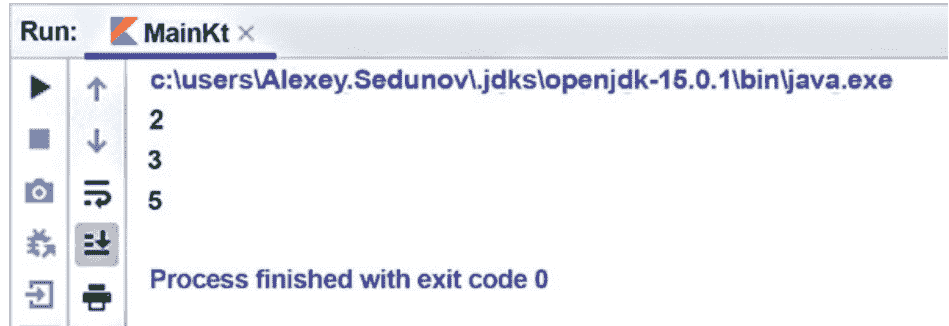 Run: MainKt
c:\users\Alexey.Sedunov\.jdks\openjdk-15.0.1\bin\java.exe
2
3
5
Process finished with exit code 0